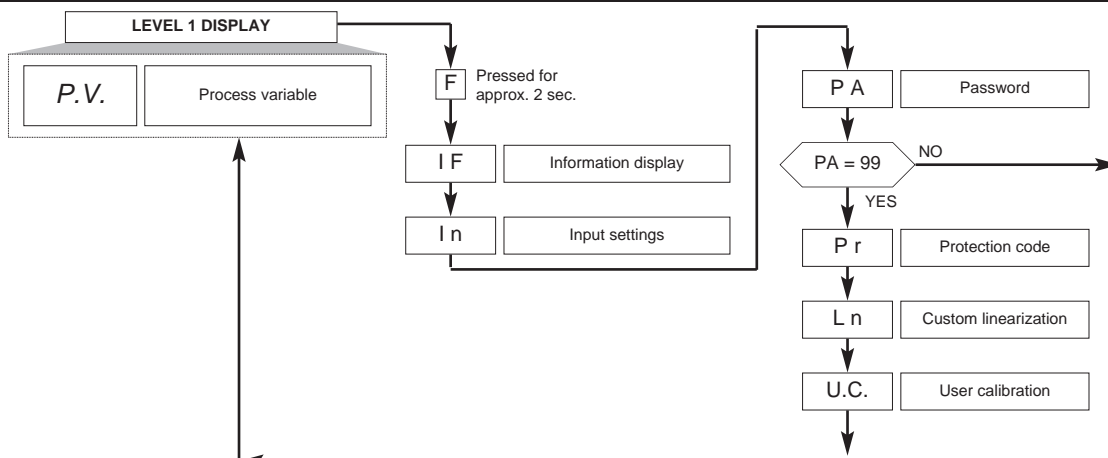 LEVEL 1 DISPLAY
P.V.
Process variable
F
Pressed for
approx. 2 sec.
I F
Information display
I n
Input settings
P A
Password
PA = 99
NO
YES
P r
Protection code
L n
Custom linearization
U.C.
User calibration